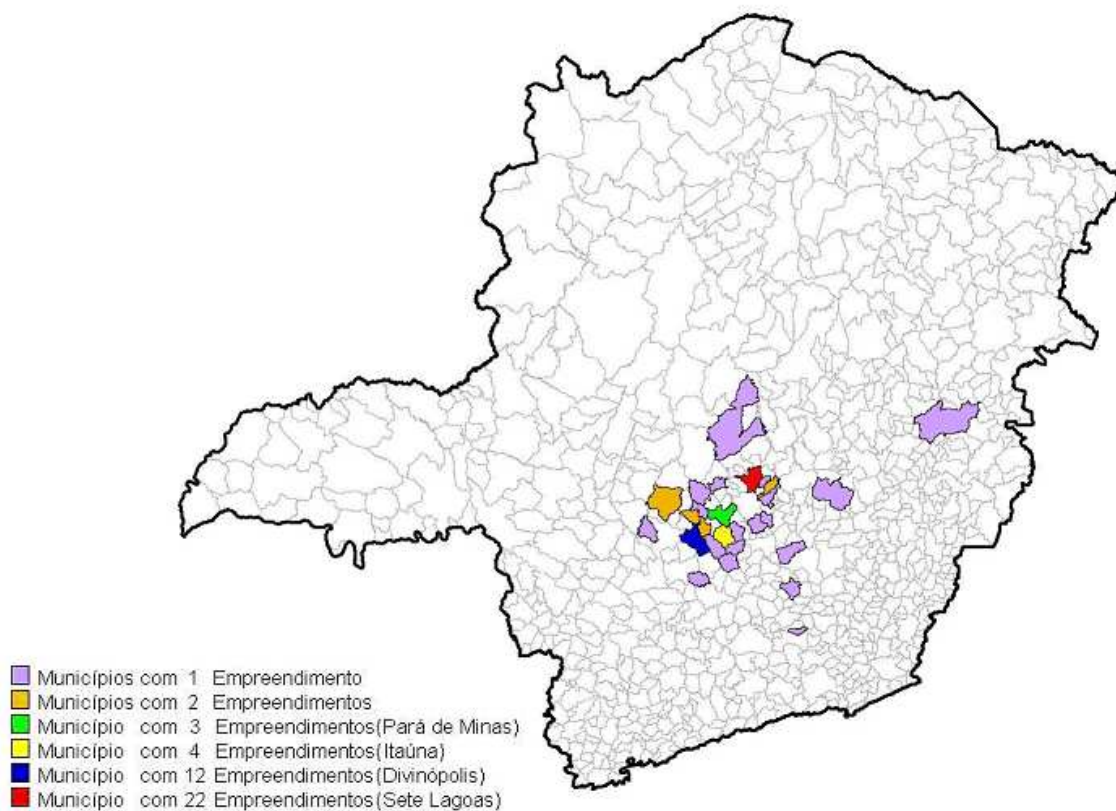 Municípios com 1 Empreendimento
Municípios com 2 Empreendimentos
Município com 3 Empreendimentos(Pará de Minas)
Município com 4 Empreendimentos(Itaúna)
Município com 12 Empreendimentos(Divinópolis)
Município com 22 Empreendimentos(Sete Lagoas)